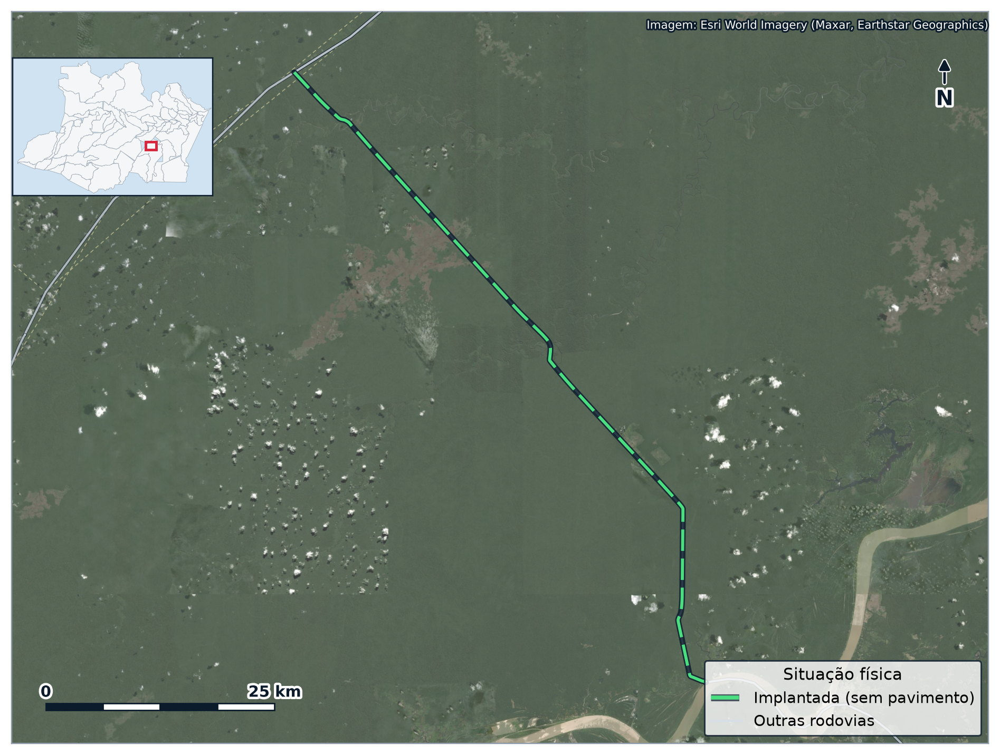 Imagem: Esri World Imagery (Maxar, Earthstar Geographics)
N
0 25 km
Situação física
Implantada (sem pavimento)
Outras rodovias